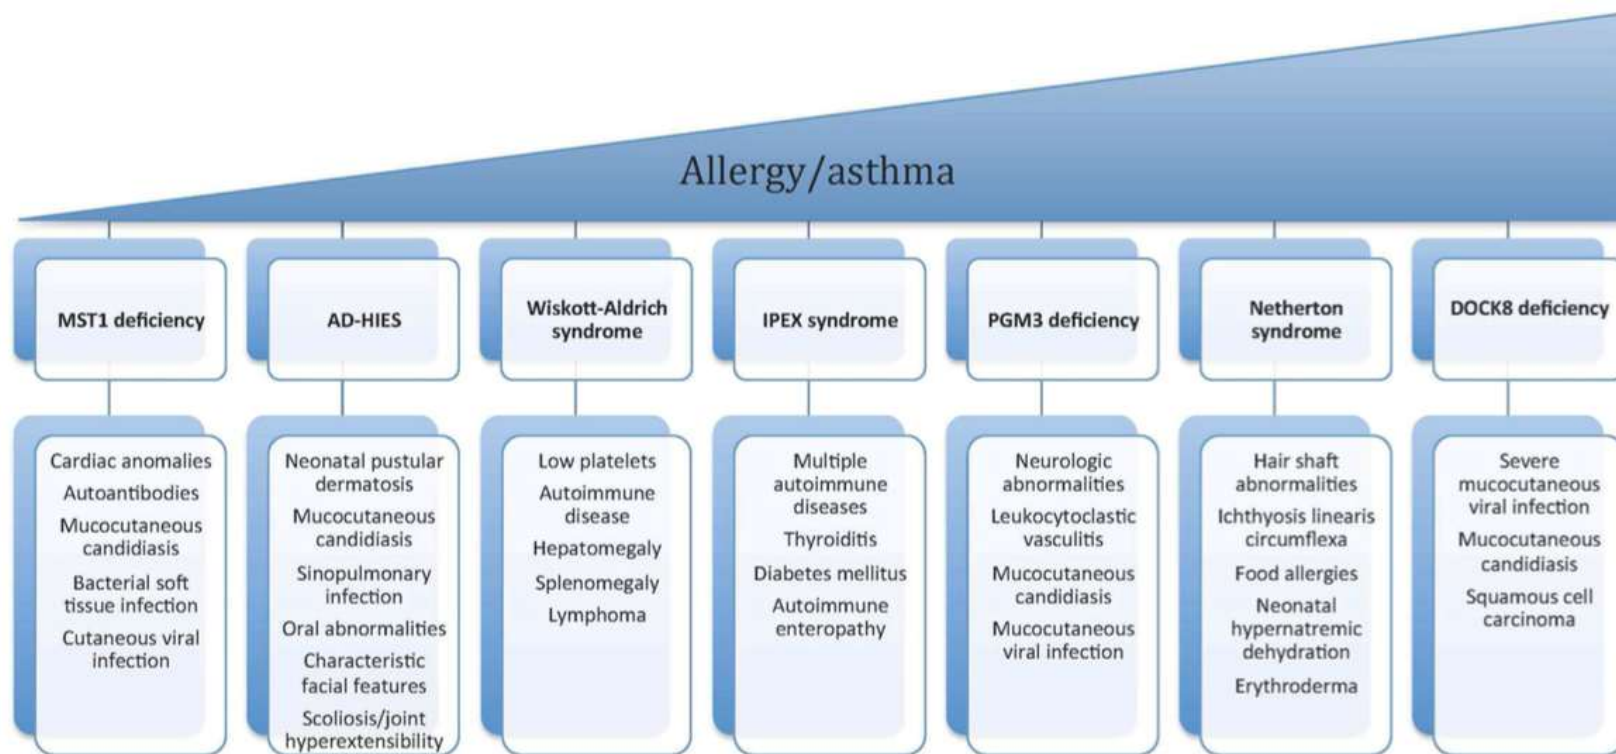 Allergy/asthma
MST1 deficiency
AD-HIES
Wiskott-Aldrich
syndrome
IPEX syndrome
PGM3 deficiency
Netherton
syndrome
DOCK8 deficiency
Cardiac anomalies
Autoantibodies
Mucocutaneous
candidiasis
Bacterial soft
tissue infection
Cutaneous viral
infection
Neonatal pustular
dermatosis
Mucocutaneous
candidiasis
Sinopulmonary
infection
Oral abnormalities
Characteristic
facial features
Scoliosis/joint
hyperextensibility
Low platelets
Autoimmune
disease
Hepatomegaly
Splenomegaly
Lymphoma
Multiple
autoimmune
diseases
Thyroiditis
Diabetes mellitus
Autoimmune
enteropathy
Neurologic
abnormalities
Leukocytoclastic
vasculitis
Mucocutaneous
candidiasis
Mucocutaneous
viral infection
Hair shaft
abnormalities
Ichthyosis linearis
circumflexa
Food allergies
Neonatal
hypernatremic
dehydration
Erythroderma
Severe
mucocutaneous
viral infection
Mucocutaneous
candidiasis
Squamous cell
carcinoma